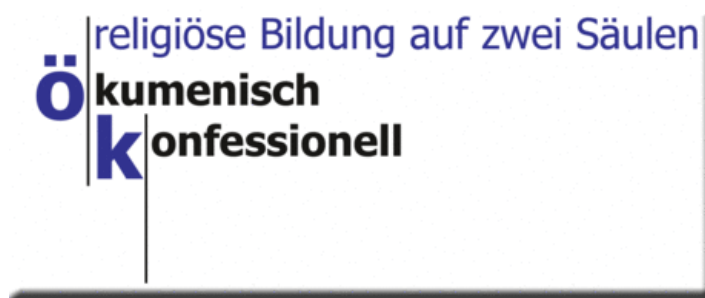 religiöse Bildung auf zwei Säulen
ökumenisch
konfessionell